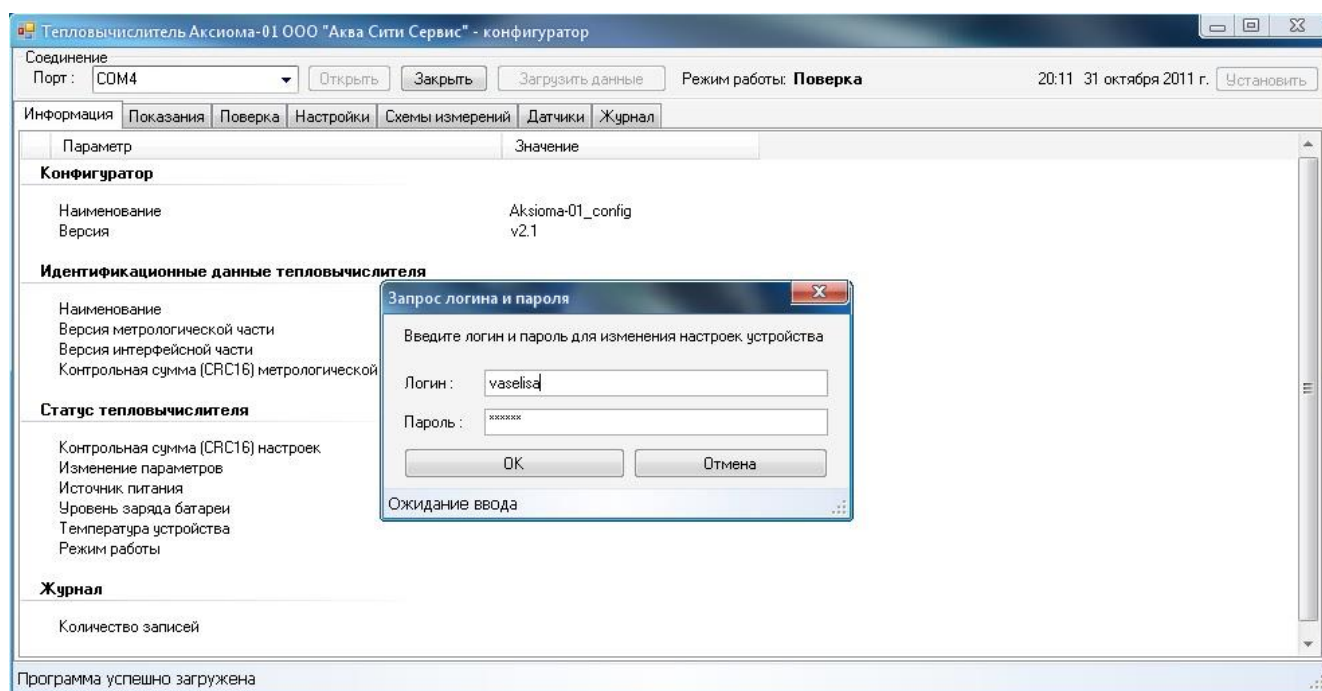 Тепловычислитель Аксиома-01 ООО "Аква Сити Сервис" - конфигуратор
Соединение
Порт : COM4 Открыть Закрыть Загрузить данные Режим работы: Поверка 20:11 31 октября 2011 г. Установить
Информация Показания Поверка Настройки Схемы измерений Датчики Журнал
Параметр Значение
Конфигуратор
Наименование Aksioma-01_config
Версия v2.1
Идентификационные данные тепловычислителя
Наименование
Версия метрологической части
Версия интерфейсной части
Контрольная сумма (CRC16) метрологической
Статус тепловычислителя
Контрольная сумма (CRC16) настроек
Изменение параметров
Источник питания
Уровень заряда батареи
Температура устройства
Режим работы
Журнал
Количество записей
Запрос логина и пароля
Введите логин и пароль для изменения настроек устройства
Логин : vaselisa
Пароль : ******
OK Отмена
Ожидание ввода
Программа успешно загружена